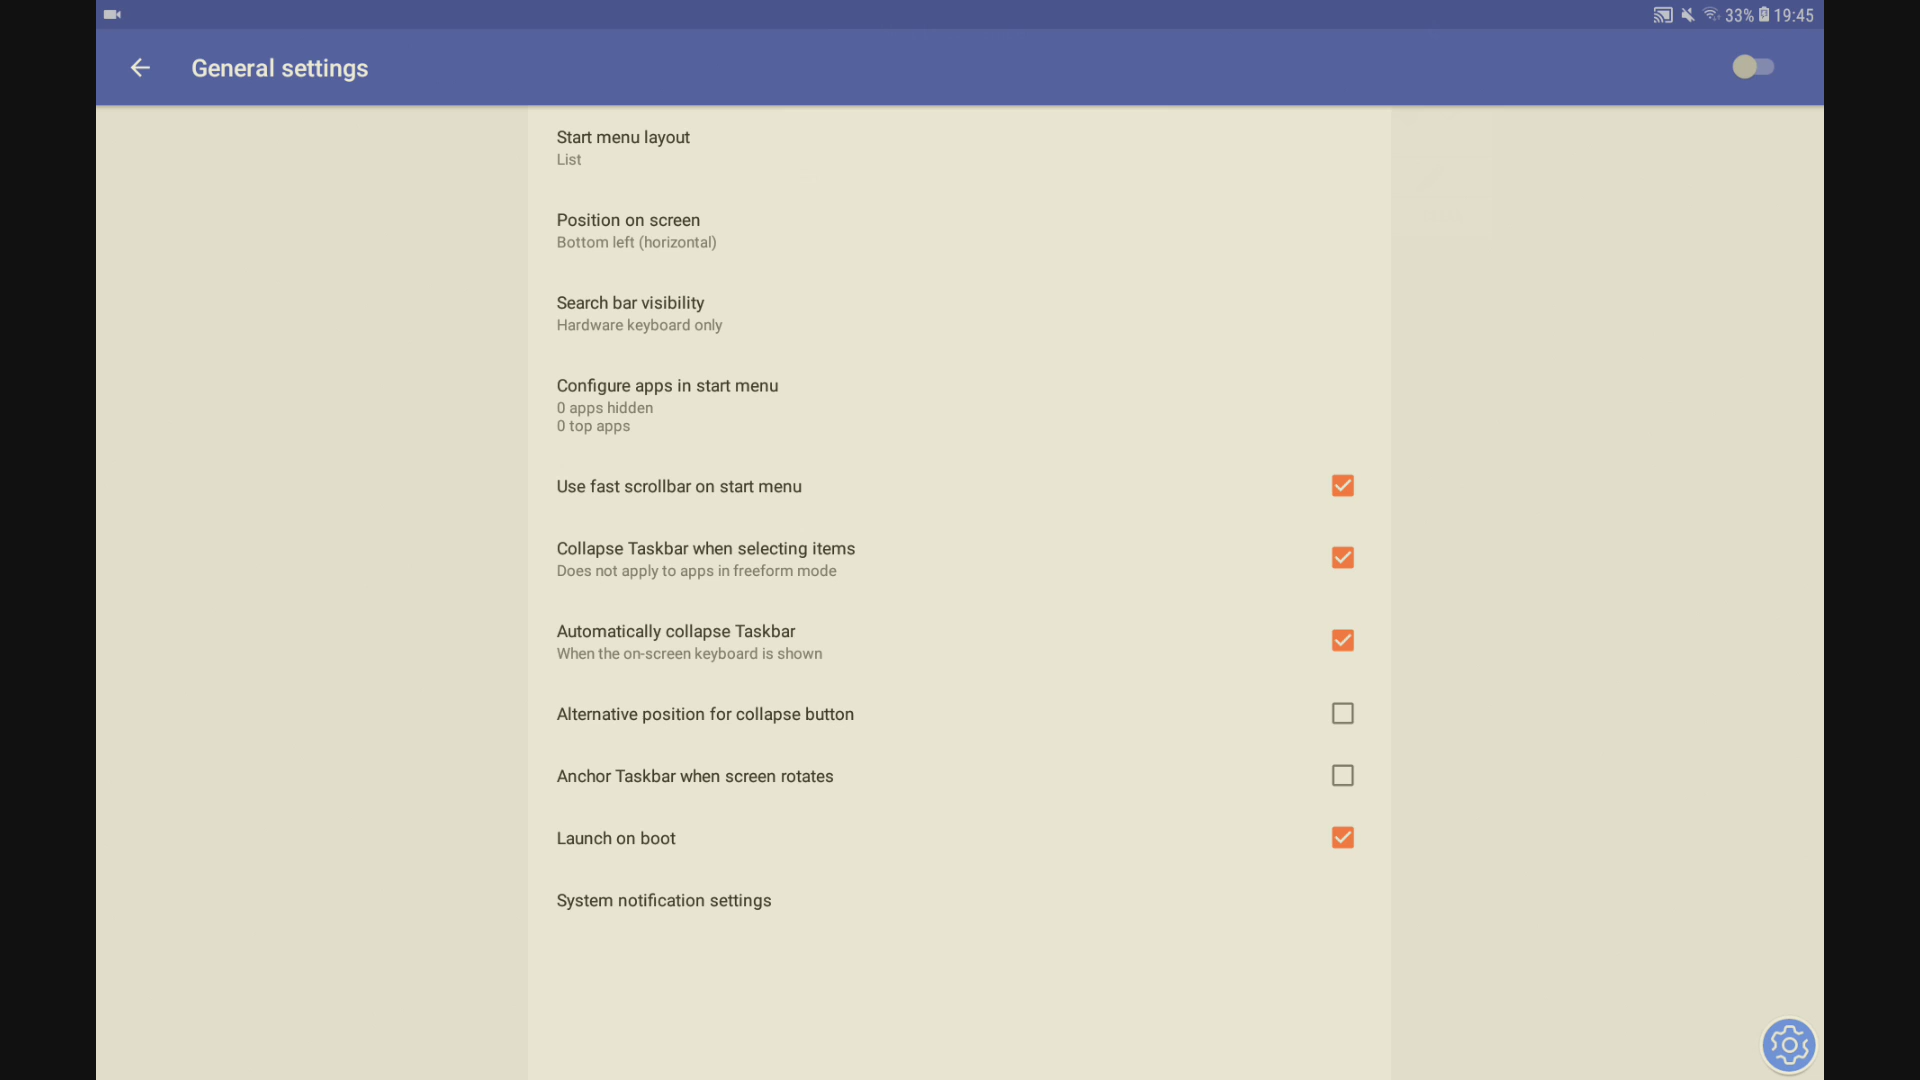 33% 19:45
General settings
Start menu layout
List
Position on screen
Bottom left (horizontal)
Search bar visibility
Hardware keyboard only
Configure apps in start menu
0 apps hidden
0 top apps
Use fast scrollbar on start menu
Collapse Taskbar when selecting items
Does not apply to apps in freeform mode
Automatically collapse Taskbar
When the on-screen keyboard is shown
Alternative position for collapse button
Anchor Taskbar when screen rotates
Launch on boot
System notification settings